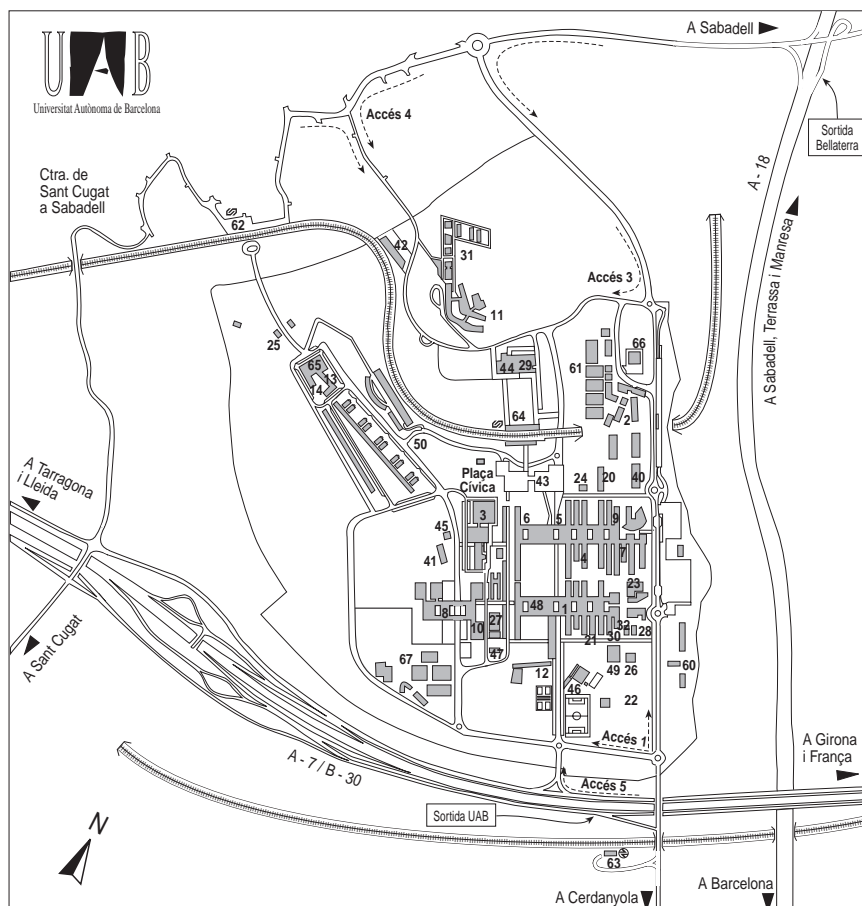 UAB
Universitat Autònoma de Barcelona
A Sabadell
Accés 4
Sortida
Bellaterra
Ctra. de
Sant Cugat
a Sabadell
A - 18
A Sabadell, Terrassa i Manresa
62
42
31
Accés 3
11
25
66
65
13
14
44
29
61
2
64
50
A Tarragona
i Lleida
Plaça
Cívica
43
24
20
40
3
6
5
9
45
41
4
7
23
8
48
1
27
10
32
28
30
21
47
A Sant Cugat
67
12
49
26
60
46
22
Accés 1
A Girona
i França
A - 7 / B - 30
Accés 5
Sortida UAB
N
63
A Cerdanyola
A Barcelona